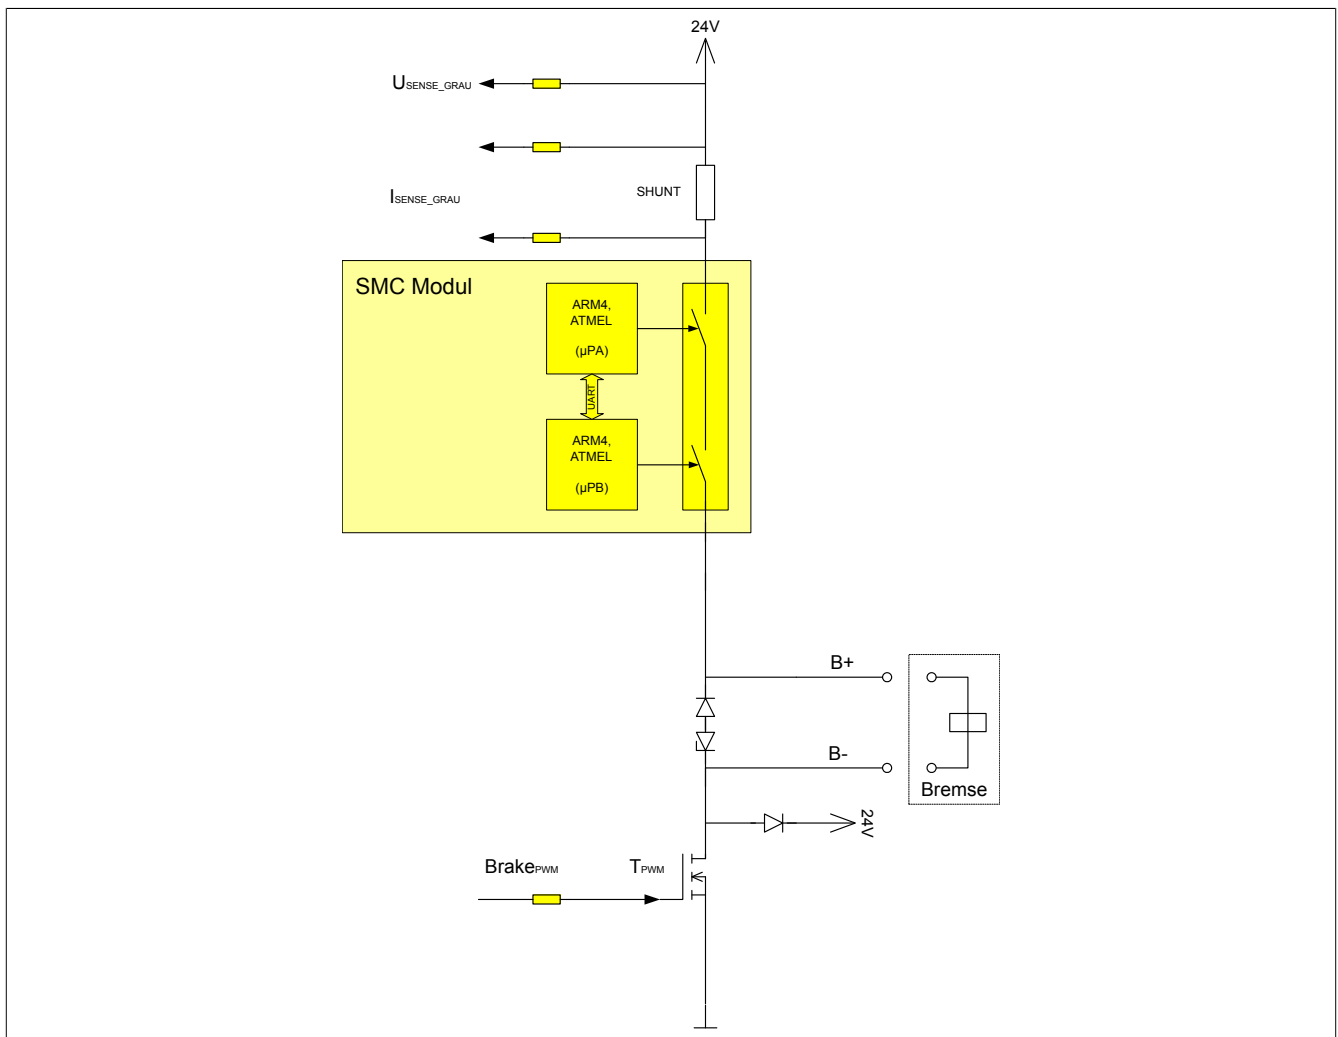 24V
USENSE_GRAU
SHUNT
ISENSE_GRAU
SMC Modul
ARM4,
ATMEL
(µPA)
UART
ARM4,
ATMEL
(µPB)
B+
B-
Bremse
24V
BrakePWM
TPWM